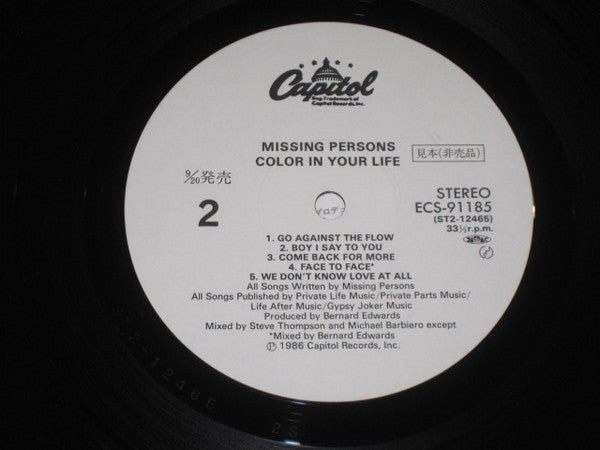 Capitol
Reg. Trademark of
Capitol Records, Inc.
MISSING PERSONS
COLOR IN YOUR LIFE
見本(非売品)
9/20発売
2
STEREO
ECS-91185
(ST2-12465)
33⅓r.p.m.
1. GO AGAINST THE FLOW
2. BOY I SAY TO YOU
3. COME BACK FOR MORE
4. FACE TO FACE*
5. WE DON'T KNOW LOVE AT ALL
All Songs Written by Missing Persons
All Songs Published by Private Life Music/Private Parts Music/
Life After Music/Gypsy Joker Music
Produced by Bernard Edwards
Mixed by Steve Thompson and Michael Barbiero except
*Mixed by Bernard Edwards
Ⓟ 1986 Capitol Records, Inc.
2-12465